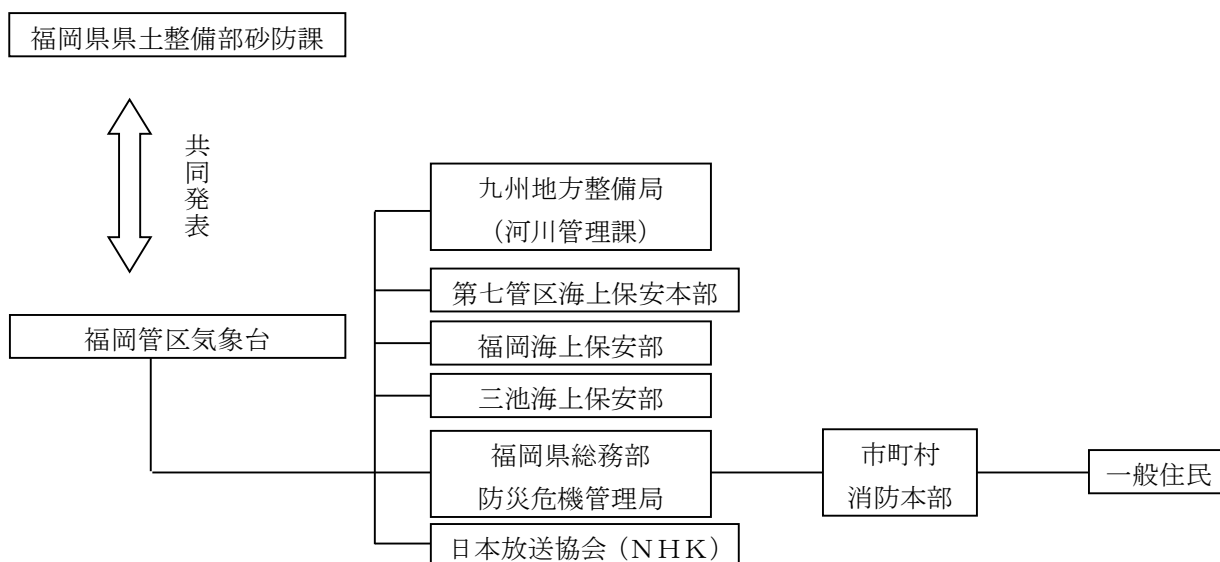 福岡県県土整備部砂防課
共同発表
九州地方整備局
（河川管理課）
第七管区海上保安本部
福岡管区気象台
福岡海上保安部
三池海上保安部
福岡県総務部
防災危機管理局
市町村
消防本部
一般住民
日本放送協会（ＮＨＫ）